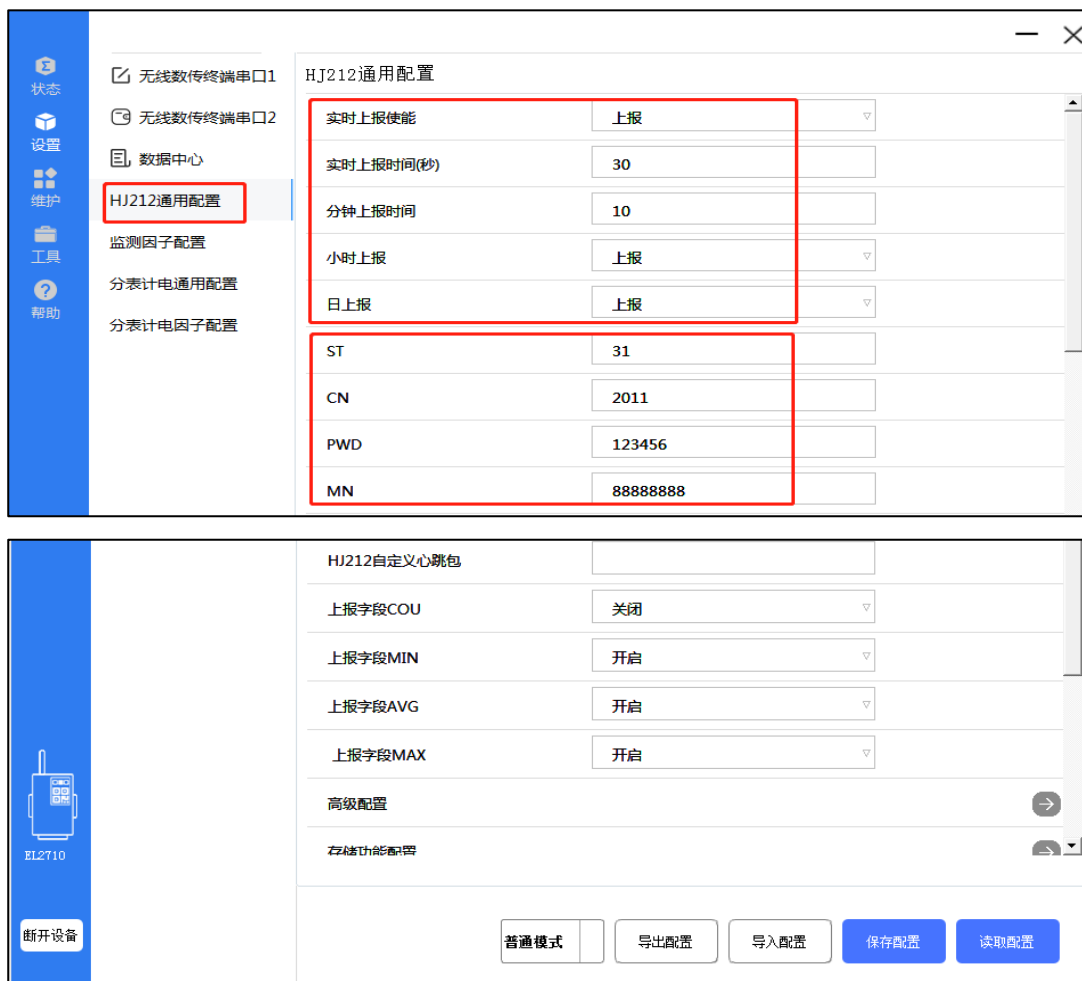 状态
设置
维护
工具
帮助
无线数传终端串口1
无线数传终端串口2
数据中心
HJ212通用配置
监测因子配置
分表计电通用配置
分表计电因子配置
HJ212通用配置
实时上报使能 上报
实时上报时间(秒) 30
分钟上报时间 10
小时上报 上报
日上报 上报
ST 31
CN 2011
PWD 123456
MN 88888888
HJ212自定义心跳包
上报字段COU 关闭
上报字段MIN 开启
上报字段AVG 开启
上报字段MAX 开启
高级配置
存储功能配置
EL2710
断开设备
普通模式 导出配置 导入配置 保存配置 读取配置